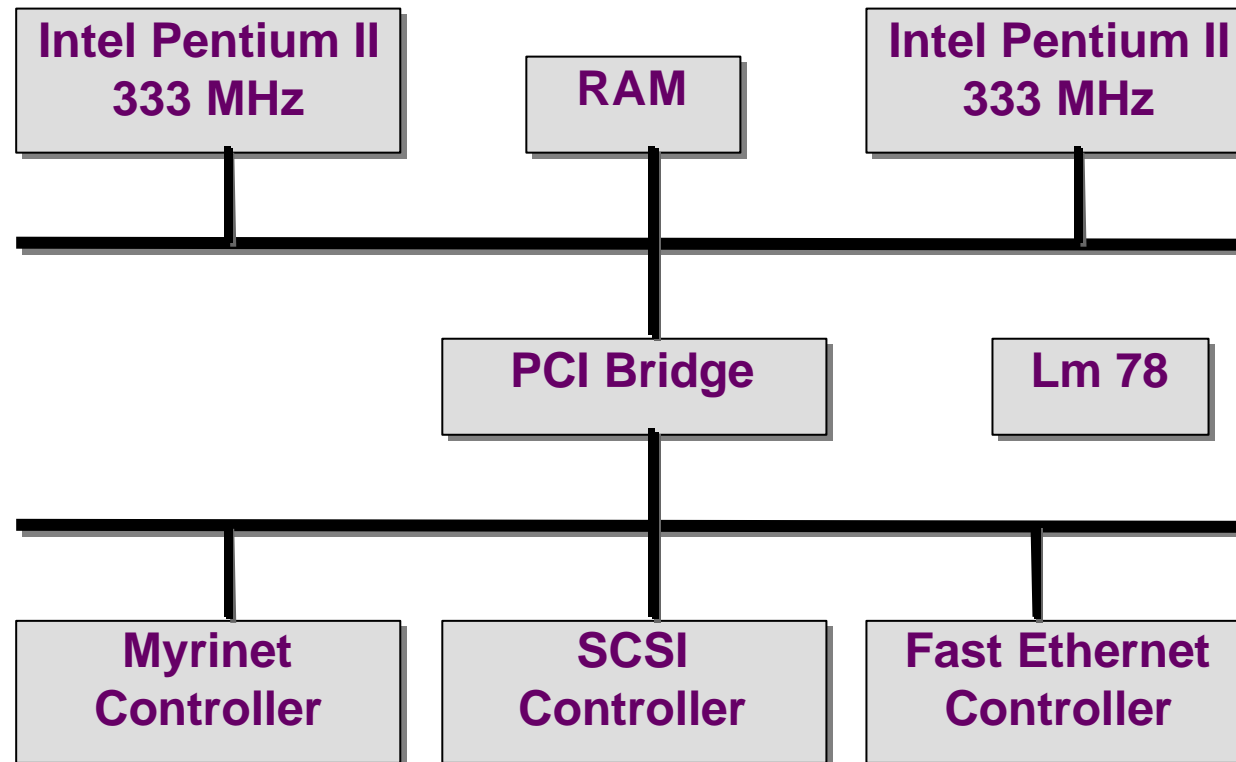 Intel Pentium II
333 MHz
RAM
Intel Pentium II
333 MHz
PCI Bridge
Lm 78
Myrinet
Controller
SCSI
Controller
Fast Ethernet
Controller